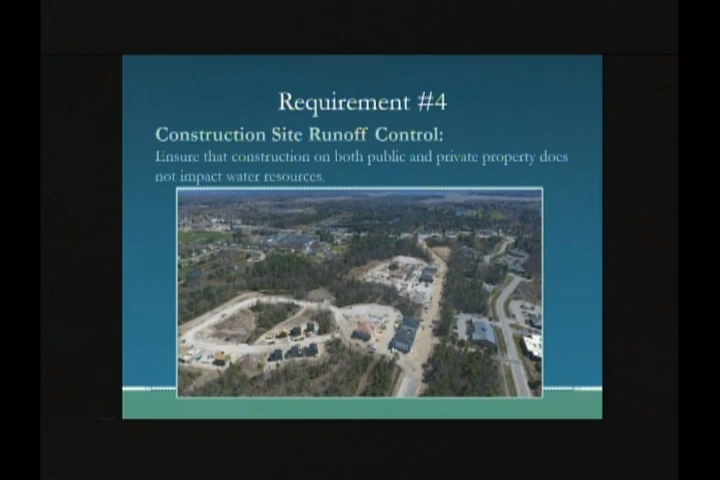 Requirement #4
Construction Site Runoff Control:
Ensure that construction on both public and private property does
not impact water resources.